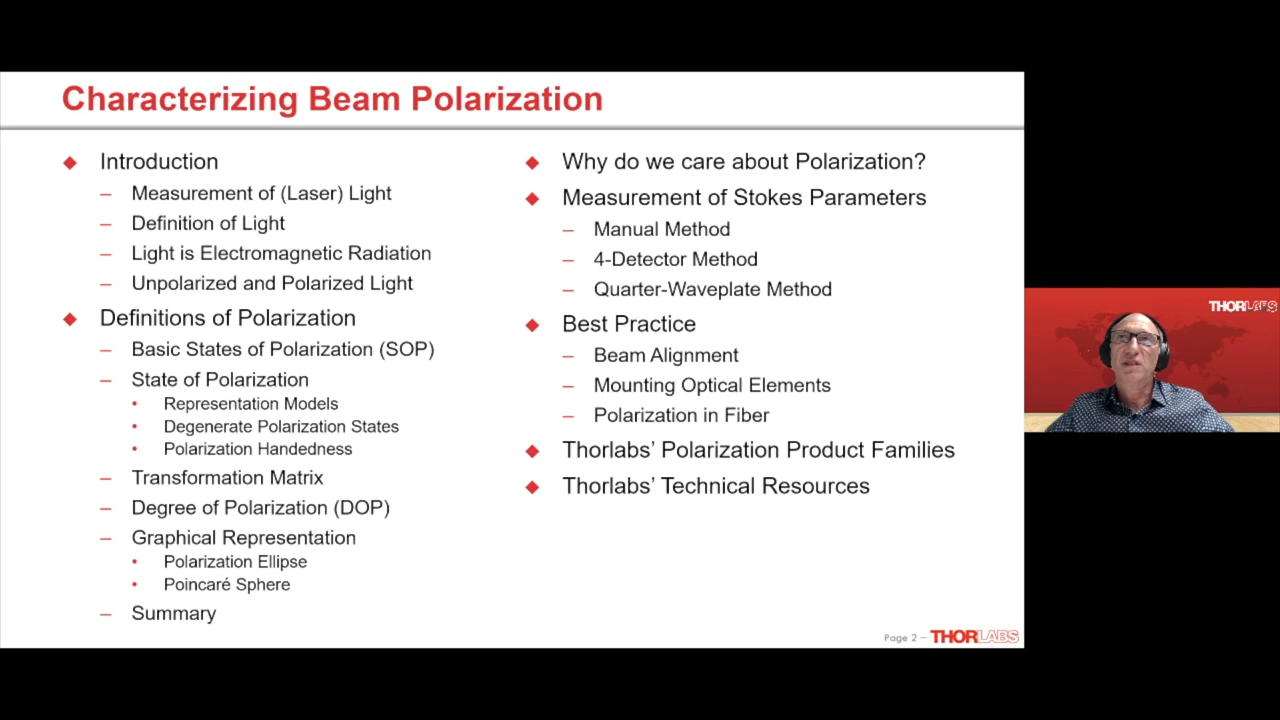 Characterizing Beam Polarization
◆ Introduction
– Measurement of (Laser) Light
– Definition of Light
– Light is Electromagnetic Radiation
– Unpolarized and Polarized Light
◆ Definitions of Polarization
– Basic States of Polarization (SOP)
– State of Polarization
• Representation Models
• Degenerate Polarization States
• Polarization Handedness
– Transformation Matrix
– Degree of Polarization (DOP)
– Graphical Representation
• Polarization Ellipse
• Poincaré Sphere
– Summary
◆ Why do we care about Polarization?
◆ Measurement of Stokes Parameters
– Manual Method
– 4-Detector Method
– Quarter-Waveplate Method
◆ Best Practice
– Beam Alignment
– Mounting Optical Elements
– Polarization in Fiber
◆ Thorlabs’ Polarization Product Families
◆ Thorlabs’ Technical Resources
Page 2 – THORLABS
THORLABS